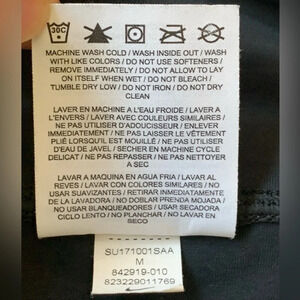 30C
MACHINE WASH COLD / WASH INSIDE OUT / WASH
WITH LIKE COLORS / DO NOT USE SOFTENERS /
REMOVE IMMEDIATELY / DO NOT ALLOW TO LAY
ON ITSELF WHEN WET / DO NOT BLEACH /
TUMBLE DRY LOW / DO NOT IRON / DO NOT DRY
CLEAN
LAVER EN MACHINE A L'EAU FROIDE / LAVER A
L'ENVERS / LAVER AVEC COULEURS SIMILAIRES /
NE PAS UTILISER D'ADOUCISSEUR / ENLEVER
IMMÉDIATEMENT / NE PAS LAISSER LE VÊTEMENT
PLIÉ LORSQU'IL EST MOUILLÉ / NE PAS UTILISER
D'EAU DE JAVEL / SÉCHER EN MACHINE CYCLE
DELICAT / NE PAS REPASSER / NE PAS NETTOYER
A SEC
LAVAR A MAQUINA EN AGUA FRIA / LAVAR AL
REVES / LAVAR CON COLORES SIMILARES / NO
USAR SUAVIZANTES / RETIRAR INMEDIATAMENTE
DE LA LAVADORA / NO DOBLAR PRENDA MOJADA /
NO USAR BLANQUEADORES / USAR SECADORA
CICLO LENTO / NO PLANCHAR / NO LAVAR EN
SECO
SU171001SAA
M
842919-010
823229011769